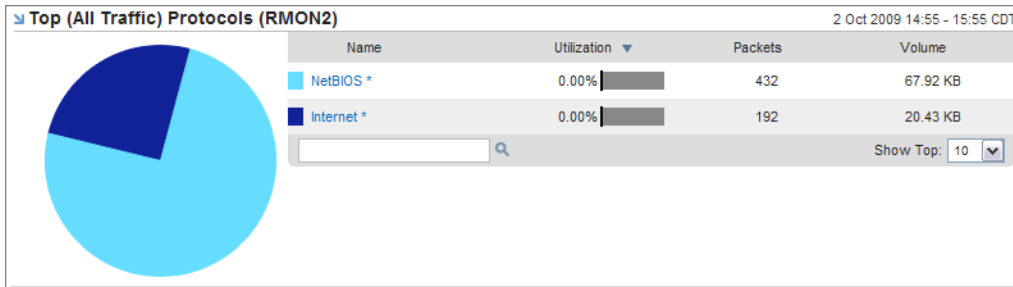 Top (All Traffic) Protocols (RMON2) 2 Oct 2009 14:55 - 15:55 CDT
Name Utilization Packets Volume
NetBIOS * 0.00% 432 67.92 KB
Internet * 0.00% 192 20.43 KB
Show Top: 10